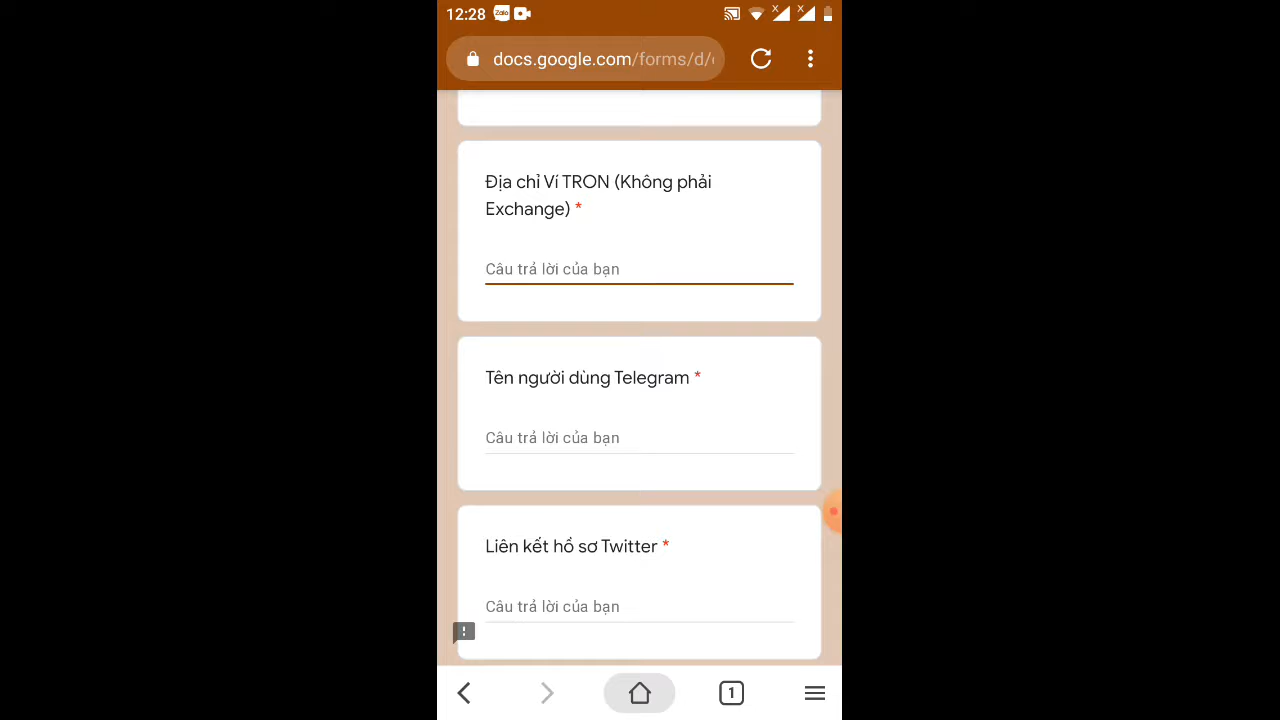 12:28 Zalo
docs.google.com/forms/d/
Địa chỉ Ví TRON (Không phải
Exchange) *
Câu trả lời của bạn
Tên người dùng Telegram *
Câu trả lời của bạn
Liên kết hồ sơ Twitter *
Câu trả lời của bạn
1